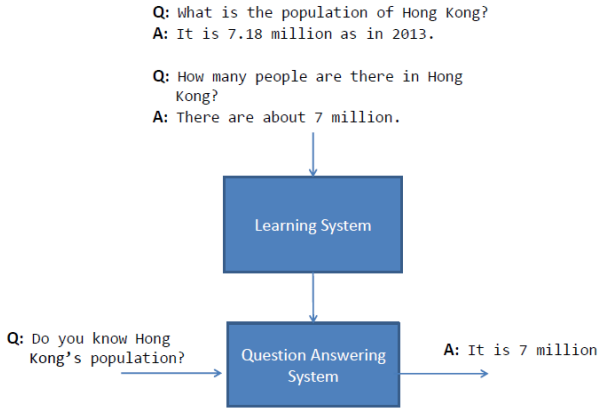 Q: What is the population of Hong Kong?
A: It is 7.18 million as in 2013.
Q: How many people are there in Hong
Kong?
A: There are about 7 million.
Learning System
Q: Do you know Hong
Kong’s population?
Question Answering
System
A: It is 7 million